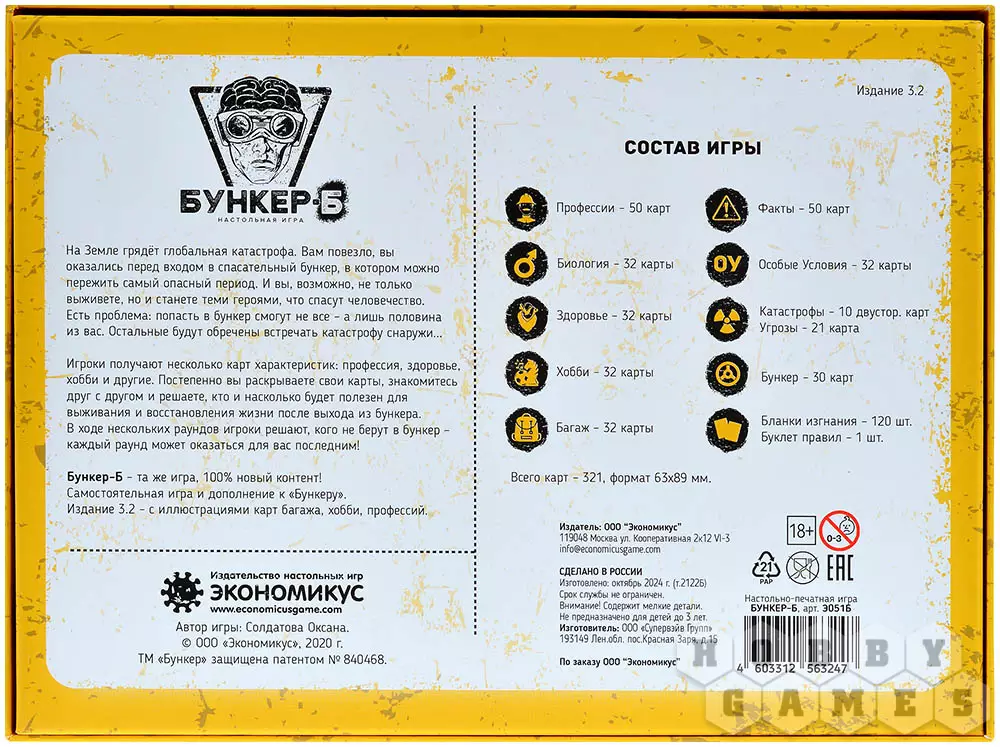 БУНКЕР-Б
НАСТОЛЬНАЯ ИГРА
На Земле грядёт глобальная катастрофа. Вам повезло, вы
оказались перед входом в спасательный бункер, в котором можно
пережить самый опасный период. И вы, возможно, не только
выживете, но и станете теми героями, что спасут человечество.
Есть проблема: попасть в бункер смогут не все - а лишь половина
из вас. Остальные будут обречены встречать катастрофу снаружи...
Игроки получают несколько карт характеристик: профессия, здоровье,
хобби и другие. Постепенно вы раскрываете свои карты, знакомитесь
друг с другом и решаете, кто и насколько будет полезен для
выживания и восстановления жизни после выхода из бункера.
В ходе нескольких раундов игроки решают, кого не берут в бункер -
каждый раунд может оказаться для вас последним!
Бункер-Б - та же игра, 100% новый контент!
Самостоятельная игра и дополнение к «Бункеру».
Издание 3.2 - с иллюстрациями карт багажа, хобби, профессий.
Издательство настольных игр
ЭКОНОМИКУС
www.economicusgame.com
Автор игры: Солдатова Оксана.
© ООО «Экономикус», 2020 г.
ТМ «Бункер» защищена патентом № 840468.
Издание 3.2
СОСТАВ ИГРЫ
Профессии - 50 карт
Факты - 50 карт
Биология - 32 карты
ОУ
Особые Условия - 32 карты
Здоровье - 32 карты
Катастрофы - 10 двустор. карт
Угрозы - 21 карта
Хобби - 32 карты
Бункер - 30 карт
Багаж - 32 карты
Бланки изгнания - 120 шт.
Буклет правил - 1 шт.
Всего карт - 321, формат 63х89 мм.
Издатель: ООО "Экономикус"
119048 Москва ул. Кооперативная 2к12 VI-3
info@economicusgame.com
СДЕЛАНО В РОССИИ
Изготовлено: октябрь 2024 г (т.2122Б)
Срок службы не ограничен.
Внимание! Содержит мелкие детали.
Не предназначено для детей до 3 лет.
Изготовитель: ООО «Супервэйв Групп»
193149 Лен.обл. пос.Красная Заря, д.15
По заказу ООО "Экономикус"
18+
0-3
21
PAP
EAC
Настольно-печатная игра
БУНКЕР-Б, арт. Э051Б
4 603312 563247
HOBBY
GAMES